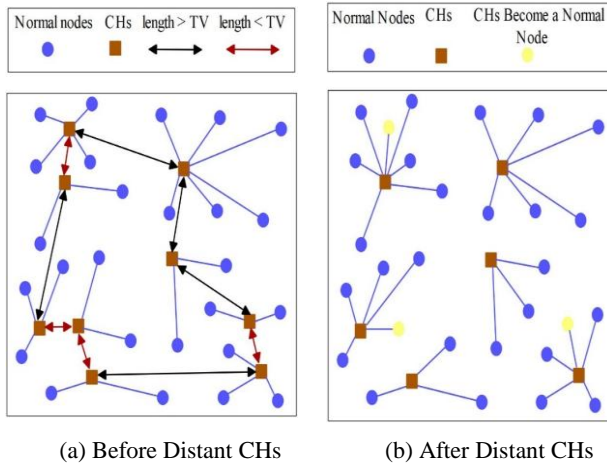 Normal nodes CHs length > TV length < TV
Normal Nodes CHs CHs Become a Normal
Node
(a) Before Distant CHs
(b) After Distant CHs